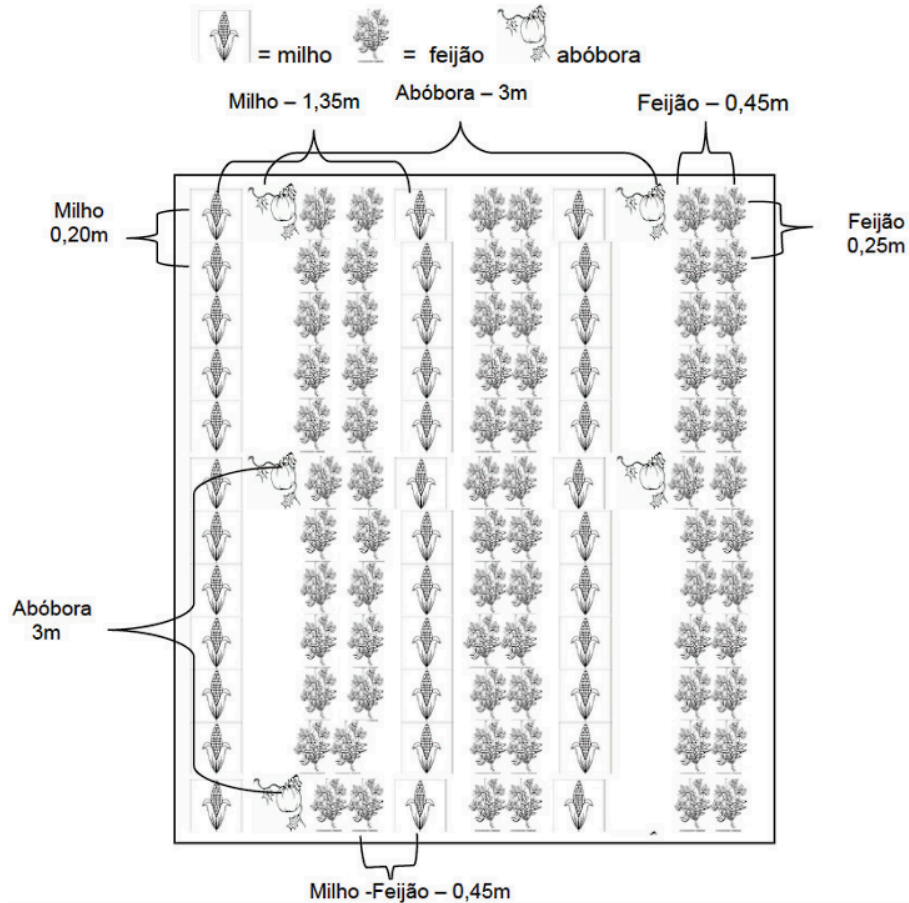 = milho = feijão abóbora
Milho – 1,35m
Abóbora – 3m
Feijão – 0,45m
Milho
0,20m
Feijão
0,25m
Abóbora
3m
Milho -Feijão – 0,45m